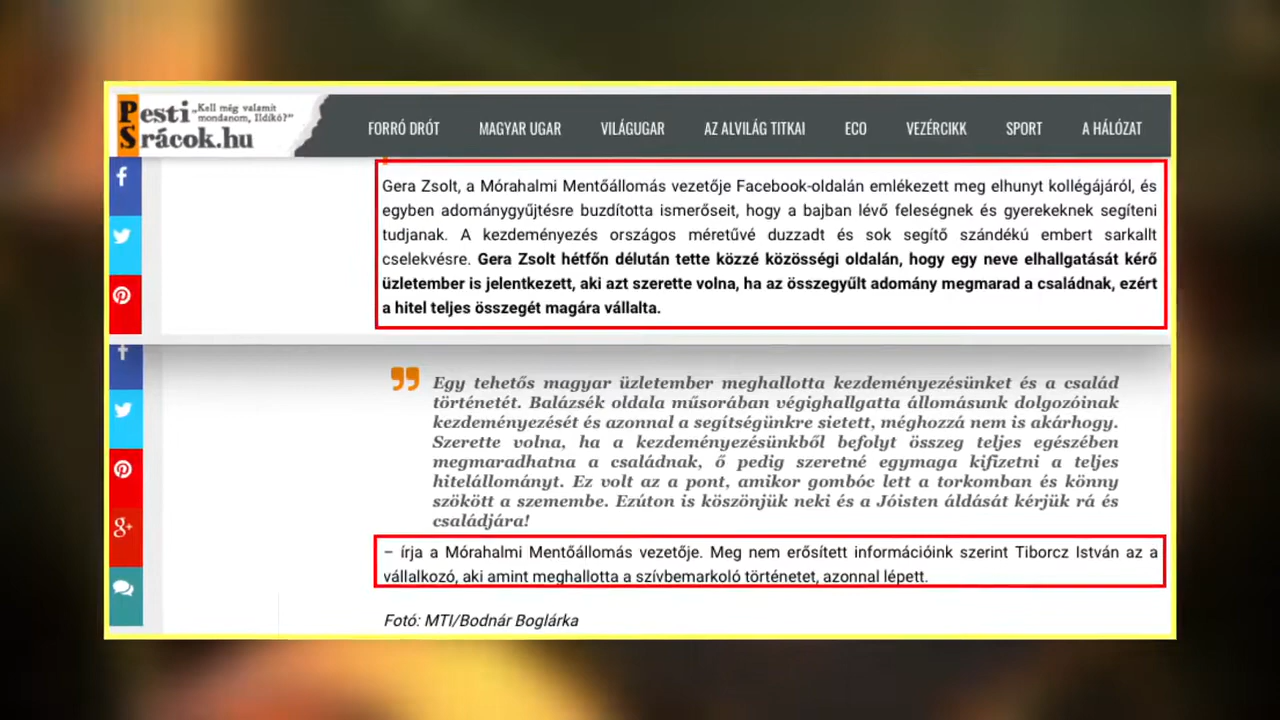 Pesti Srácok.hu
„Kell még valamit
mondanom, Ildikó?”
FORRÓ DRÓT MAGYAR UGAR VILÁGUGAR AZ ALVILÁG TITKAI ECO VEZÉRCIKK SPORT A HÁLÓZAT
Gera Zsolt, a Mórahalmi Mentőállomás vezetője Facebook-oldalán emlékezett meg elhunyt kollégájáról, és
egyben adománygyűjtésre buzdította ismerőseit, hogy a bajban lévő feleségnek és gyerekeknek segíteni
tudjanak. A kezdeményezés országos méretűvé duzzadt és sok segítő szándékú embert sarkallt
cselekvésre. Gera Zsolt hétfőn délután tette közzé közösségi oldalán, hogy egy neve elhallgatását kérő
üzletember is jelentkezett, aki azt szerette volna, ha az összegyűlt adomány megmarad a családnak, ezért
a hitel teljes összegét magára vállalta.
Egy tehetős magyar üzletember meghallotta kezdeményezésünket és a család
történetét. Balázsék oldala műsorában végighallgatta állomásunk dolgozóinak
kezdeményezését és azonnal a segítségünkre sietett, méghozzá nem is akárhogy.
Szerette volna, ha a kezdeményezésünkből befolyt összeg teljes egészében
megmaradhatna a családnak, ő pedig szeretné egymaga kifizetni a teljes
hitelállományt. Ez volt az a pont, amikor gombóc lett a torkomban és könny
szökött a szemembe. Ezúton is köszönjük neki és a Jóisten áldását kérjük rá és
családjára!
– írja a Mórahalmi Mentőállomás vezetője. Meg nem erősített információink szerint Tiborcz István az a
vállalkozó, aki amint meghallotta a szívbemarkoló történetet, azonnal lépett.
Fotó: MTI/Bodnár Boglárka